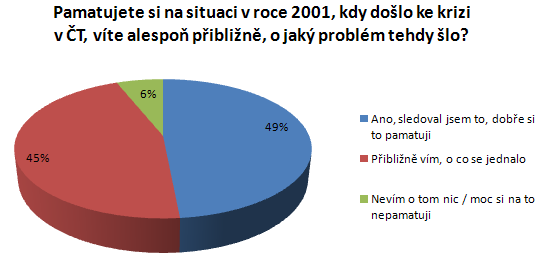 Pamatujete si na situaci v roce 2001, kdy došlo ke krizi
v ČT, víte alespoň přibližně, o jaký problém tehdy šlo?
6%
49%
45%
Ano, sledoval jsem to, dobře si
to pamatuji
Přibližně vím, o co se jednalo
Nevím o tom nic / moc si na to
nepamatuji